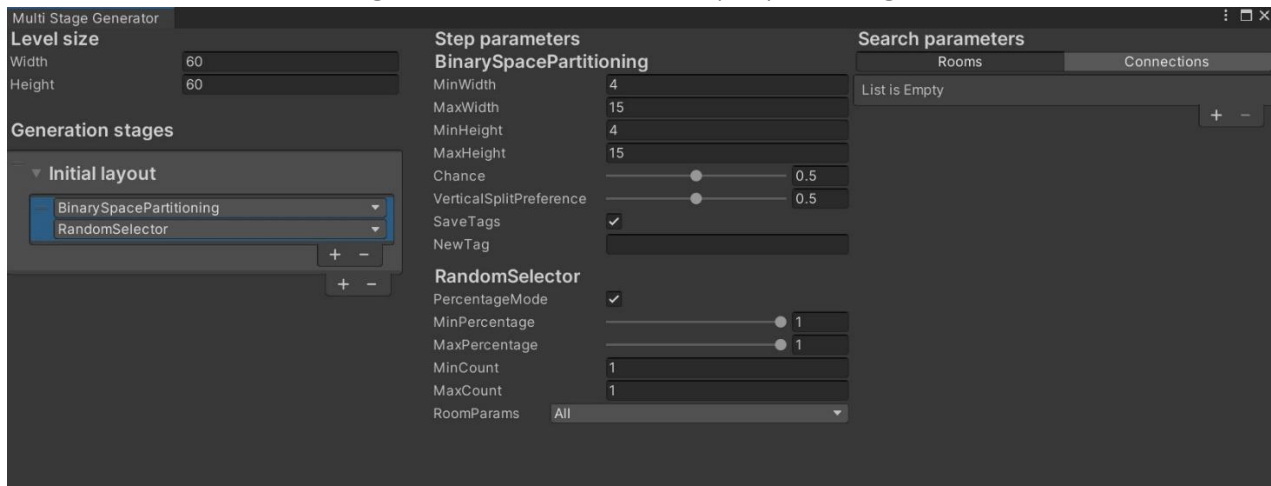 Multi Stage Generator
Level size
Width 60
Height 60
Generation stages
Initial layout
BinarySpacePartitioning
RandomSelector
+ -
+ -
Step parameters
BinarySpacePartitioning
MinWidth 4
MaxWidth 15
MinHeight 4
MaxHeight 15
Chance 0.5
VerticalSplitPreference 0.5
SaveTags
NewTag
RandomSelector
PercentageMode
MinPercentage 1
MaxPercentage 1
MinCount 1
MaxCount 1
RoomParams All
Search parameters
Rooms Connections
List is Empty
+ -